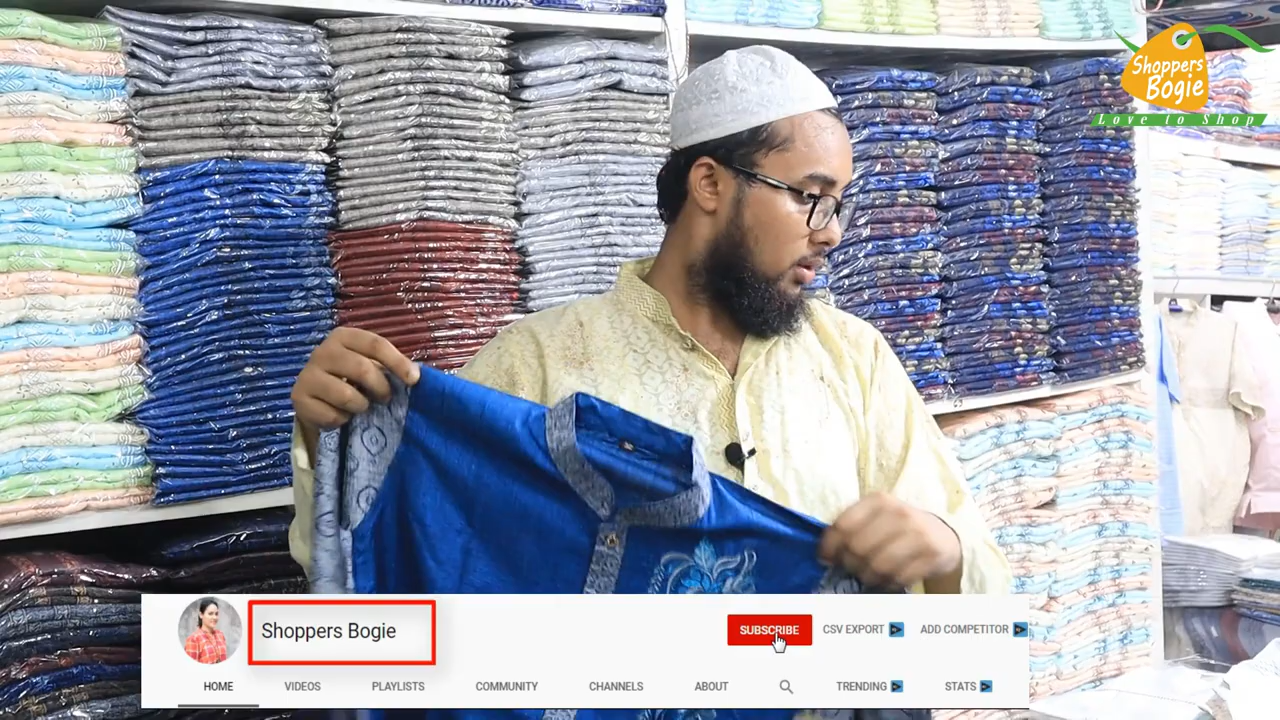 Shoppers
Bogie
Love to Shop
Shoppers Bogie
SUBSCRIBE
CSV EXPORT
ADD COMPETITOR
HOME
VIDEOS
PLAYLISTS
COMMUNITY
CHANNELS
ABOUT
TRENDING
STATS